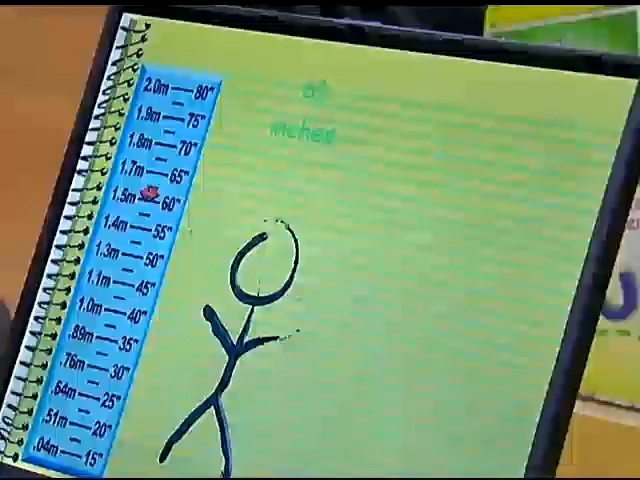 61
inches
2.0m — 80"
1.9m — 75"
1.8m — 70"
1.7m — 65"
1.5m — 60"
1.4m — 55"
1.3m — 50"
1.1m — 45"
1.0m — 40"
.89m — 35"
.76m — 30"
.64m — 25"
.51m — 20"
.04m — 15"